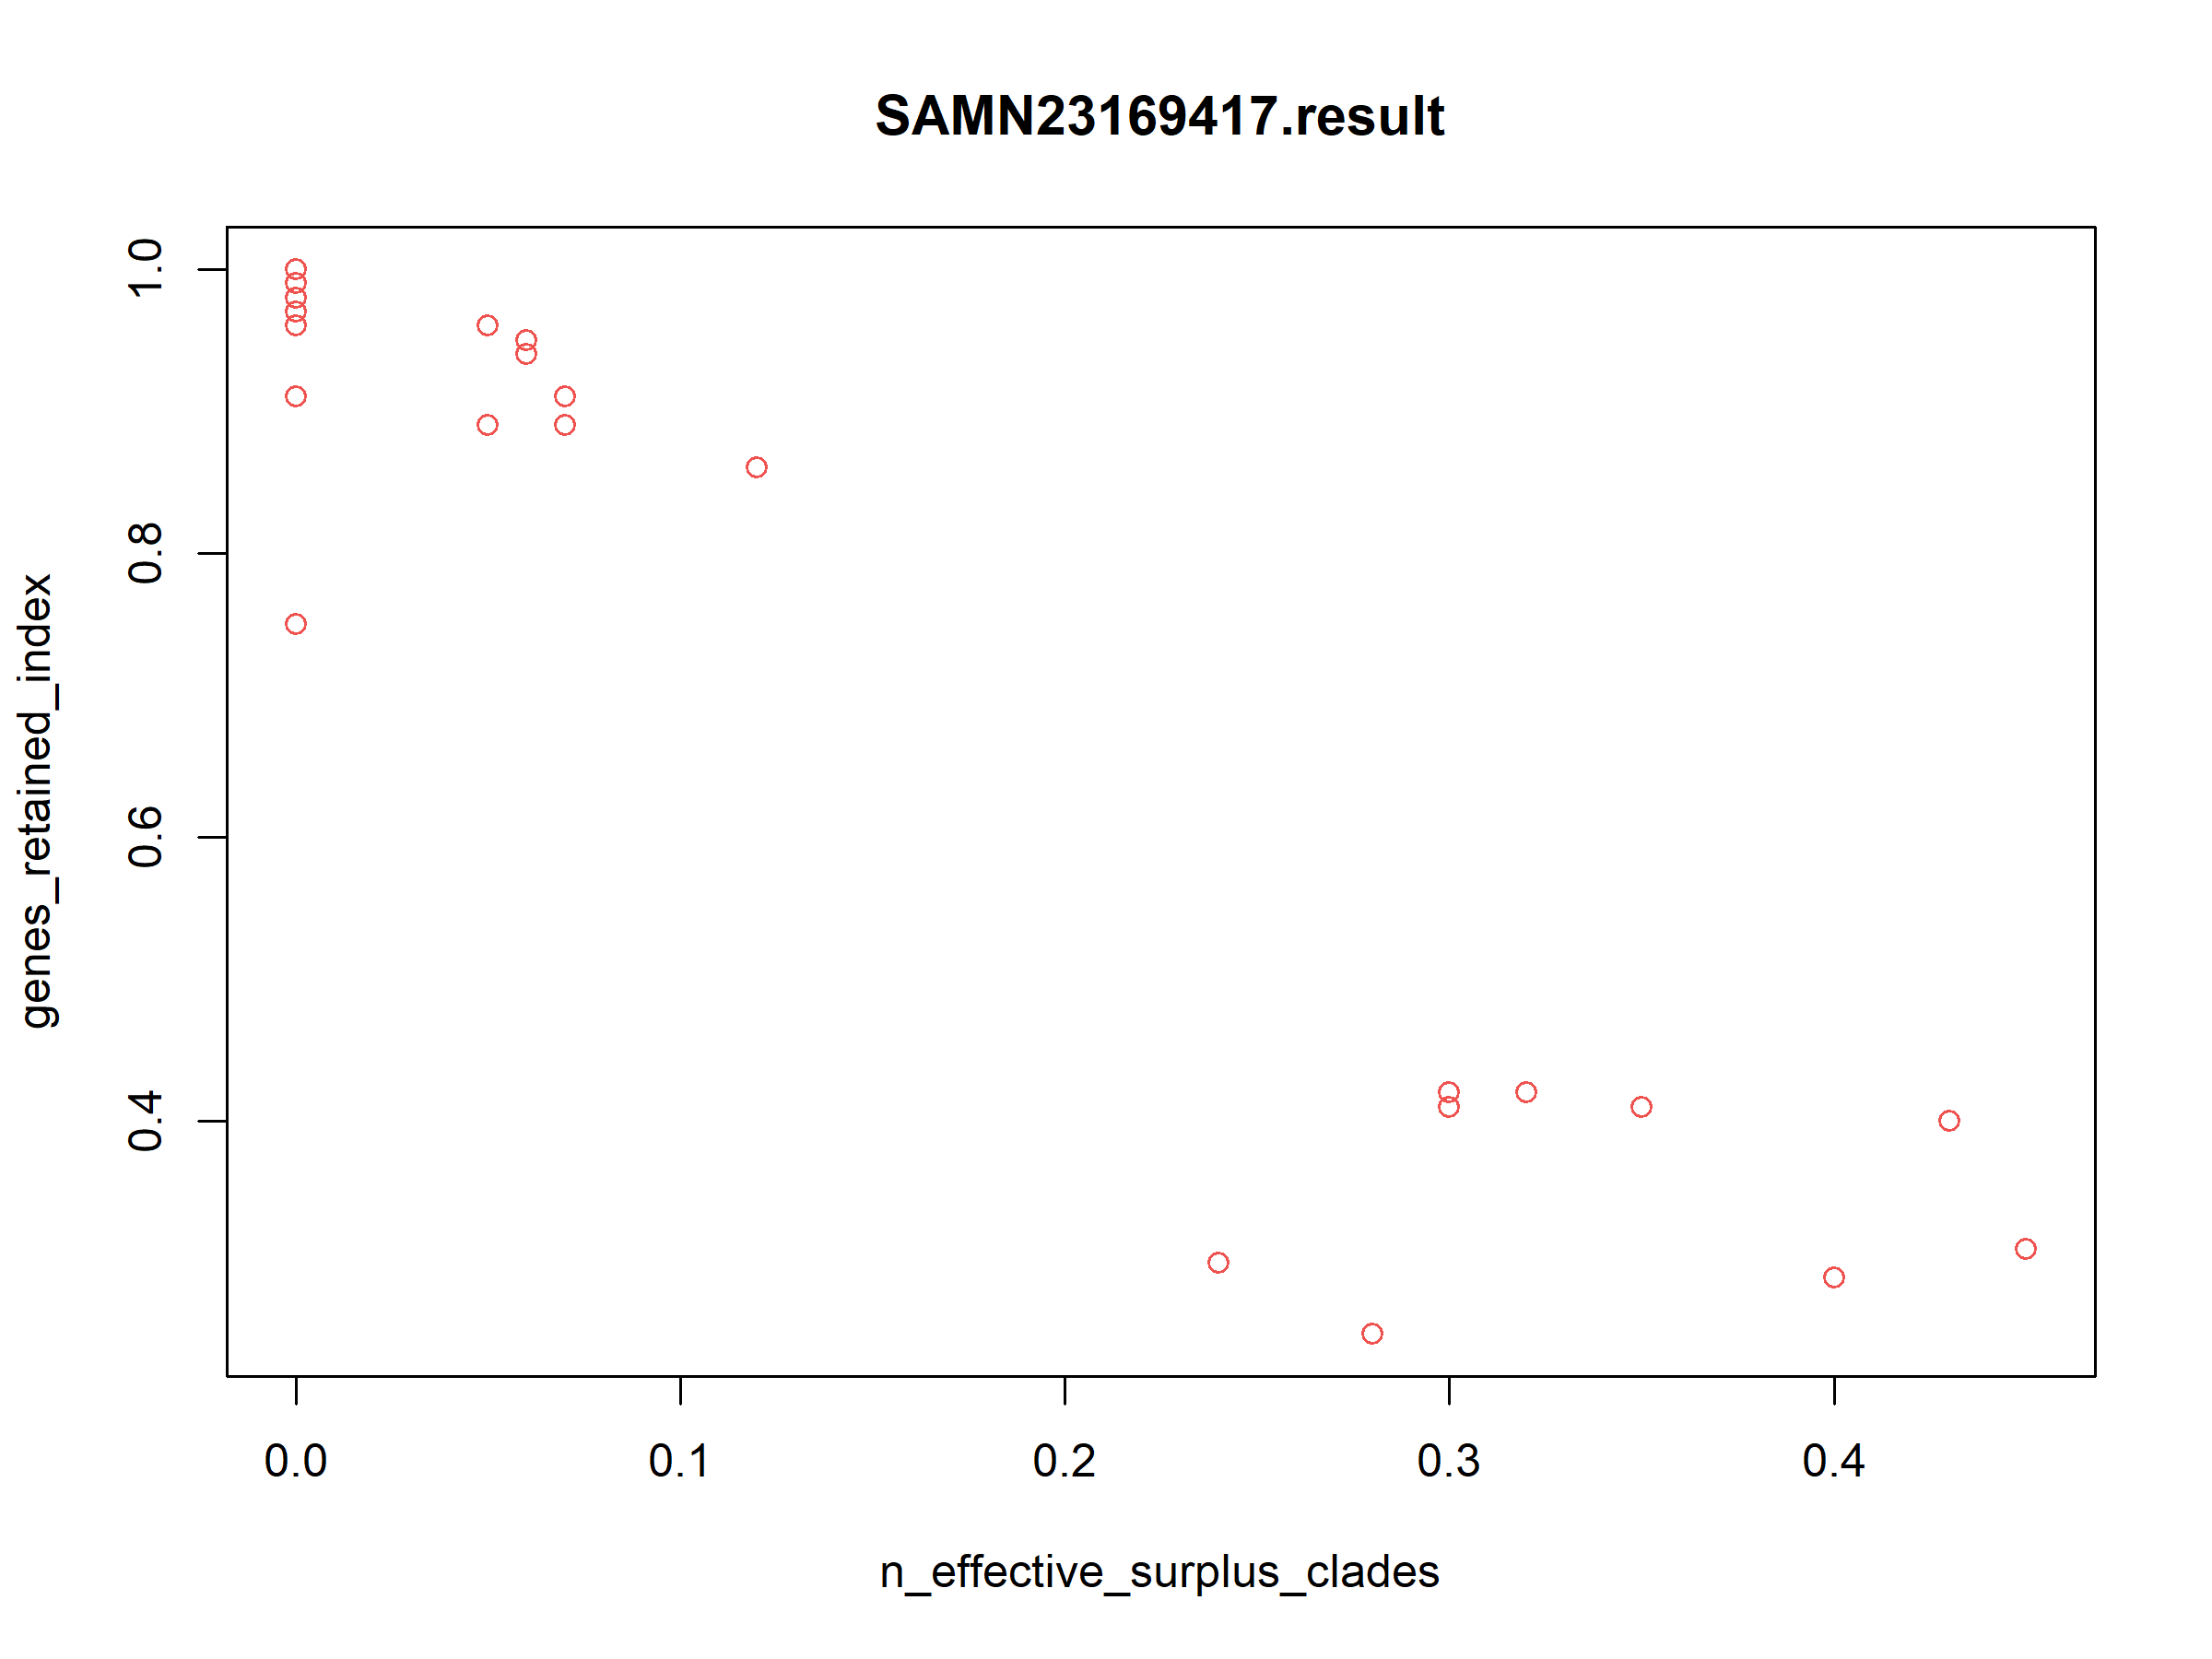 SAMN23169417.result
genes_retained_index
1.0
0.8
0.6
0.4
0.0 0.1 0.2 0.3 0.4
n_effective_surplus_clades